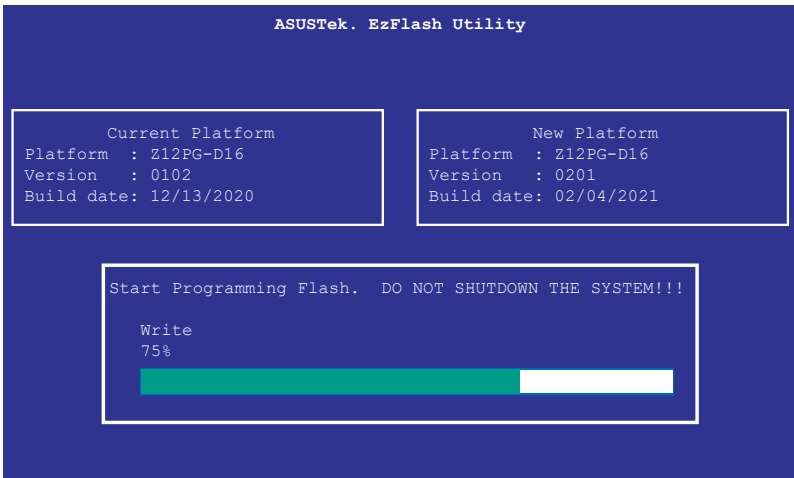 ASUSTek. EzFlash Utility
Current Platform
Platform  : Z12PG-D16
Version   : 0102
Build date: 12/13/2020
New Platform
Platform  : Z12PG-D16
Version   : 0201
Build date: 02/04/2021
Start Programming Flash.  DO NOT SHUTDOWN THE SYSTEM!!!
Write
75%